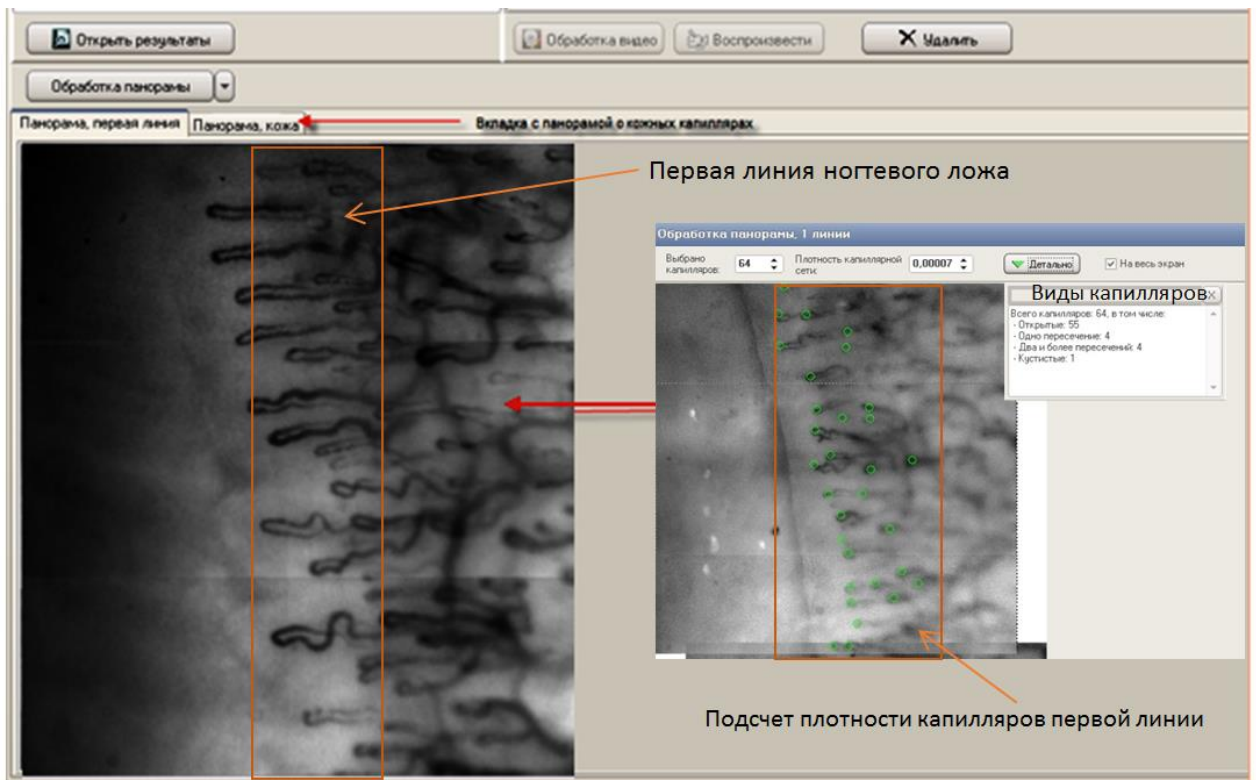 Открыть результаты
Обработка видео
Воспроизвести
Удалить
Обработка панорамы
Панорама, первая линия
Панорама, кожа
Вкладка с панорамой о кожных капиллярах
Первая линия ногтевого ложа
Обработка панорамы, 1 линии
Выбрано
капилляров:
64
Плотность капиллярной
сети:
0,00007
Детально
На весь экран
Виды капилляров
Всего капилляров: 64, в том числе:
- Открытые: 55
- Одно пересечение: 4
- Два и более пересечений: 4
- Кустистые: 1
Подсчет плотности капилляров первой линии